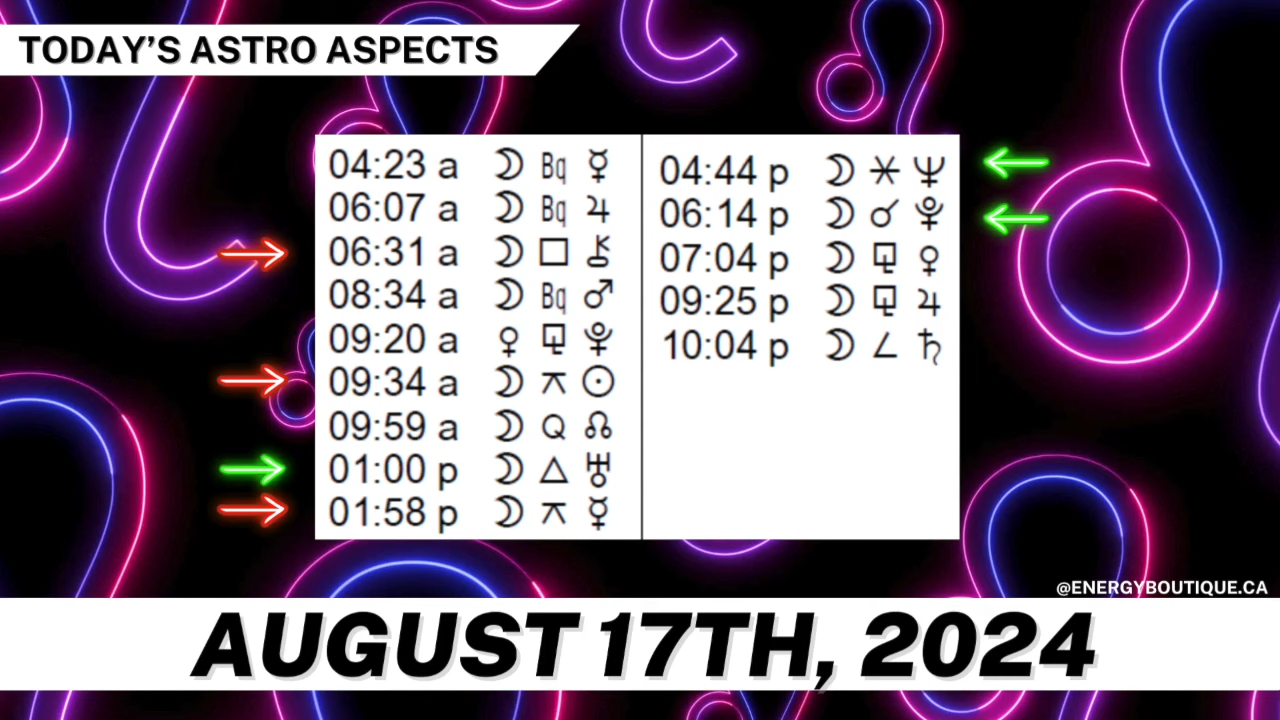 TODAY'S ASTRO ASPECTS
04:23 a ☽ Bq ☿
06:07 a ☽ Bq ♃
06:31 a ☽ □ ⚷
08:34 a ☽ Bq ♂
09:20 a ♀ ⚼ ♇
09:34 a ☽ ⚻ ☉
09:59 a ☽ Q ☊
01:00 p ☽ △ ♅
01:58 p ☽ ⚻ ☿
04:44 p ☽ ⚹ ♆
06:14 p ☽ ☌ ♇
07:04 p ☽ ⚼ ♀
09:25 p ☽ ⚼ ♃
10:04 p ☽ ∠ ♄
@ENERGYBOUTIQUE.CA
AUGUST 17TH, 2024